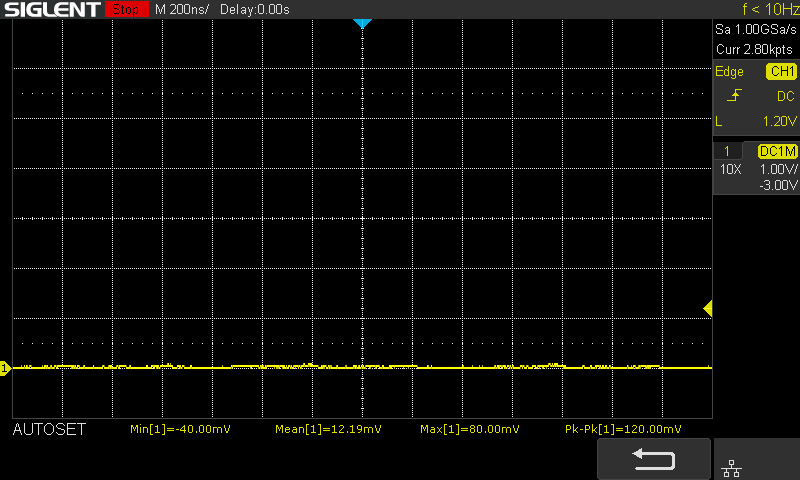 SIGLENT Stop M 200ns/ Delay:0.00s f < 10Hz
Sa 1.00GSa/s
Curr 2.80kpts
Edge CH1
DC
L 1.20V
1 DC1M
10X 1.00V/
-3.00V
1
AUTOSET Min[1]=-40.00mV Mean[1]=12.19mV Max[1]=80.00mV Pk-Pk[1]=120.00mV